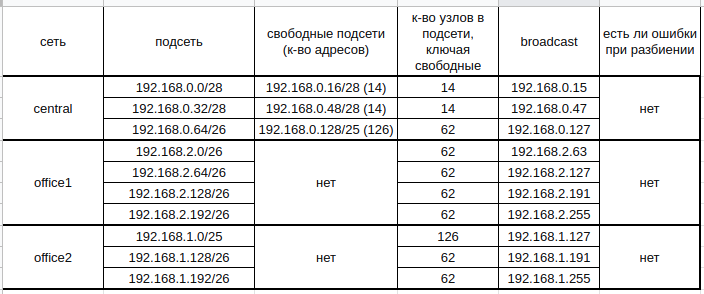 сеть подсеть свободные подсети (к-во адресов) к-во узлов в подсети, ключая свободные broadcast есть ли ошибки при разбиении
central 192.168.0.0/28 192.168.0.16/28 (14) 14 192.168.0.15 нет
192.168.0.32/28 192.168.0.48/28 (14) 14 192.168.0.47
192.168.0.64/26 192.168.0.128/25 (126) 62 192.168.0.127
office1 192.168.2.0/26 нет 62 192.168.2.63 нет
192.168.2.64/26 62 192.168.2.127
192.168.2.128/26 62 192.168.2.191
192.168.2.192/26 62 192.168.2.255
office2 192.168.1.0/25 нет 126 192.168.1.127 нет
192.168.1.128/26 62 192.168.1.191
192.168.1.192/26 62 192.168.1.255